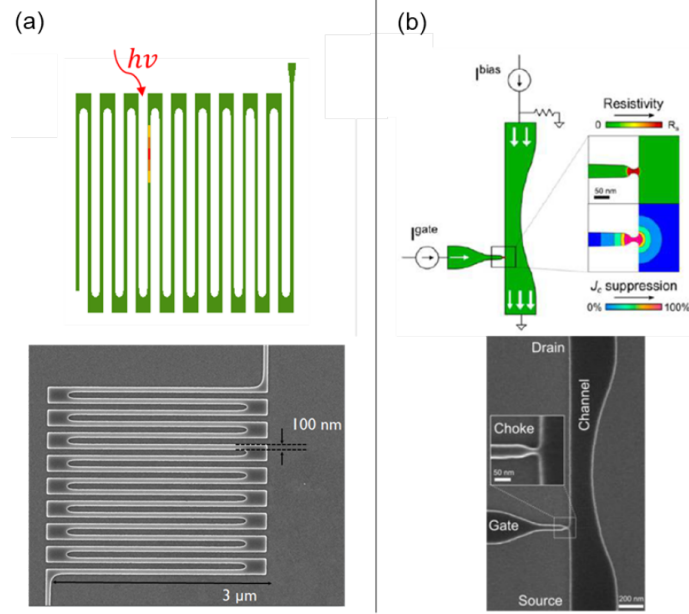 (a)
hν
100 nm
3 μm
(b)
I^bias
I^gate
Resistivity
0 R_s
50 nm
J_c suppression
0% 100%
Drain
Channel
Choke
50 nm
Gate
Source
200 nm